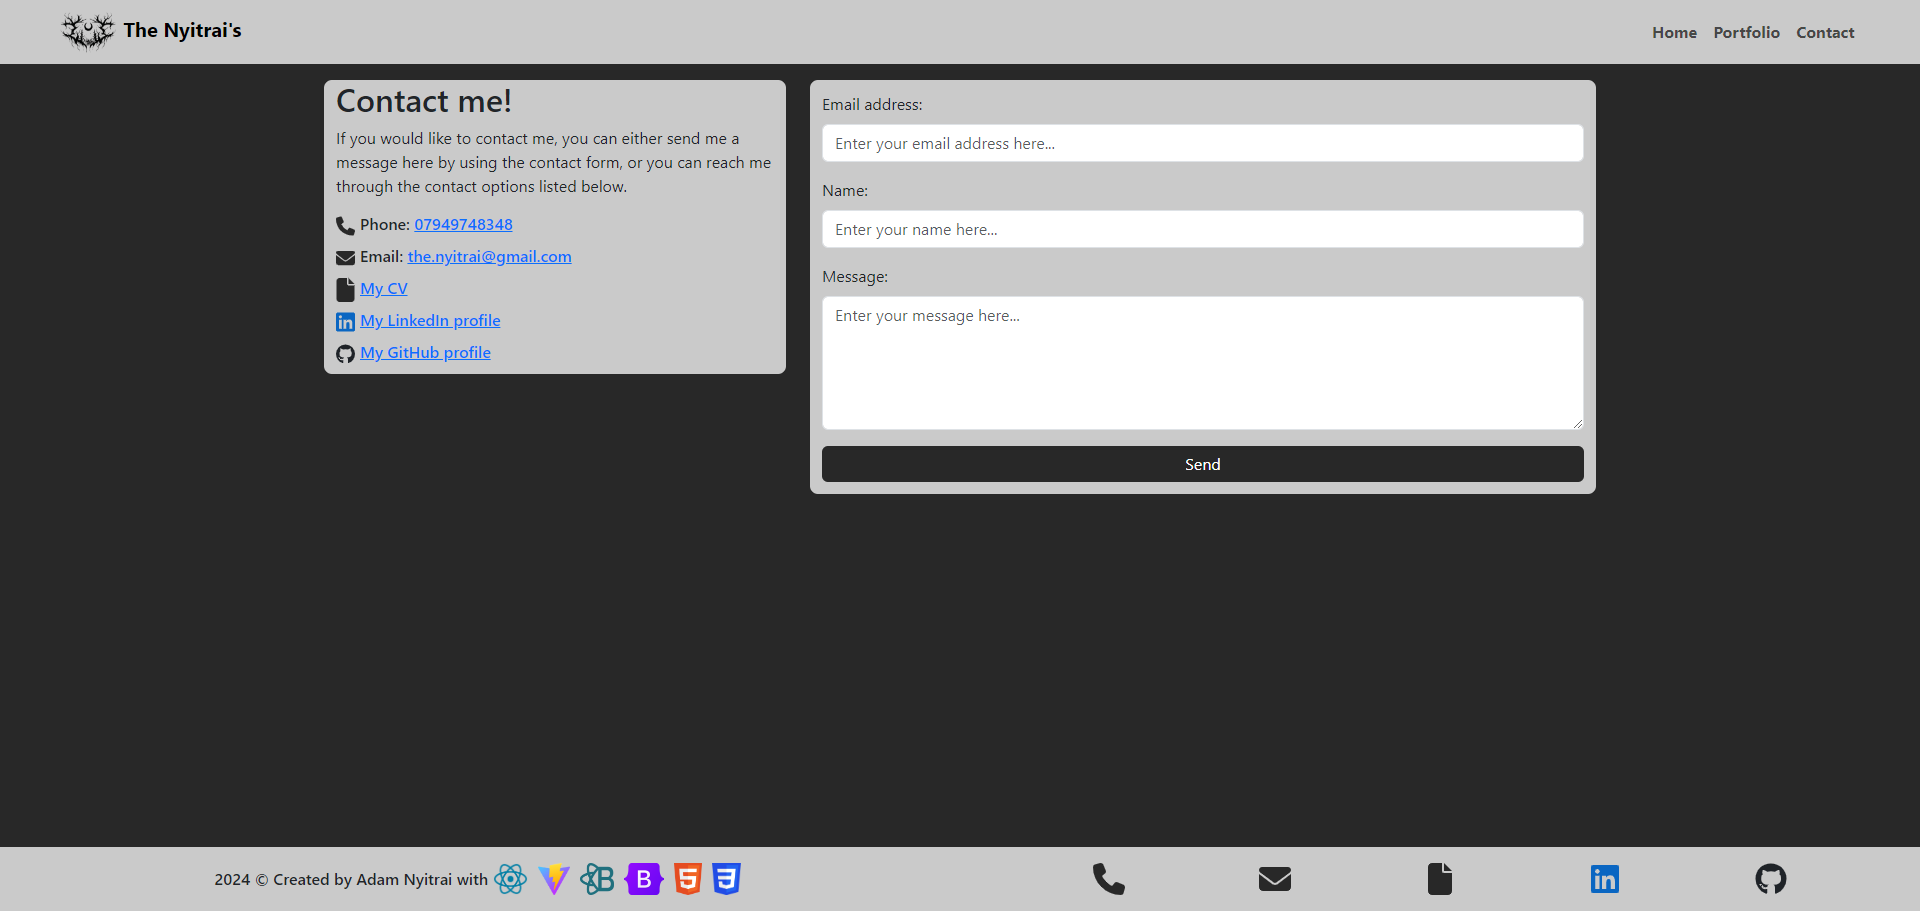 The Nyitrai's
Home Portfolio Contact
Contact me!
If you would like to contact me, you can either send me a
message here by using the contact form, or you can reach me
through the contact options listed below.
Phone: 07949748348
Email: the.nyitrai@gmail.com
My CV
My LinkedIn profile
My GitHub profile
Email address:
Enter your email address here...
Name:
Enter your name here...
Message:
Enter your message here...
Send
2024 © Created by Adam Nyitrai with